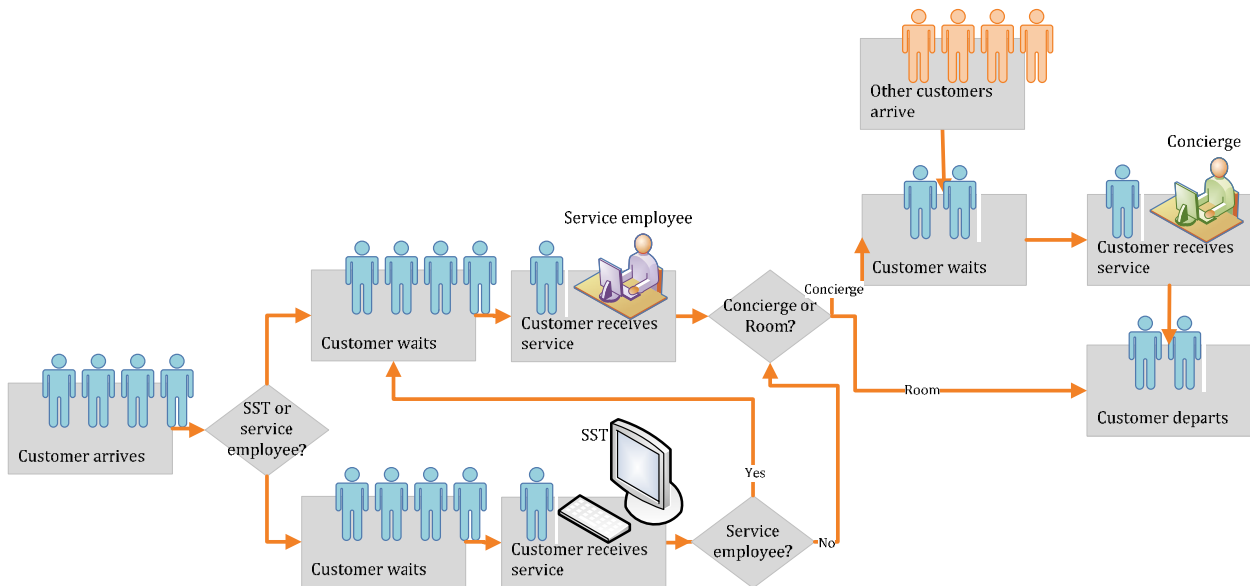 Other customers
arrive
Concierge
Customer waits
Customer receives
service
Service employee
Customer waits
Customer receives
service
Concierge or
Room?
Concierge
Room
Customer departs
Customer arrives
SST or
service
employee?
SST
Yes
Customer waits
Customer receives
service
Service
employee?
No